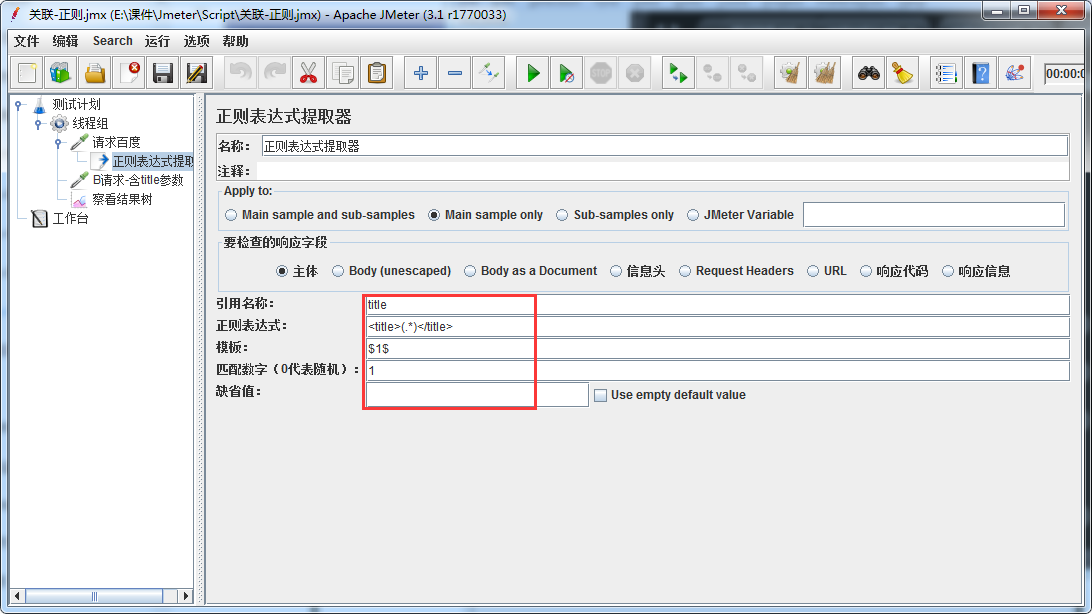 关联-正则.jmx (E:\课件\Jmeter\Script\关联-正则.jmx) - Apache JMeter (3.1 r1770033)
文件 编辑 Search 运行 选项 帮助
STOP
00:00:0
测试计划
线程组
请求百度
正则表达式提取
B请求-含title参数
察看结果树
工作台
正则表达式提取器
名称： 正则表达式提取器
注释：
Apply to:
Main sample and sub-samples Main sample only Sub-samples only JMeter Variable
要检查的响应字段
主体 Body (unescaped) Body as a Document 信息头 Request Headers URL 响应代码 响应信息
引用名称： title
正则表达式： <title>(.*)</title>
模板： $1$
匹配数字（0代表随机）： 1
缺省值： Use empty default value